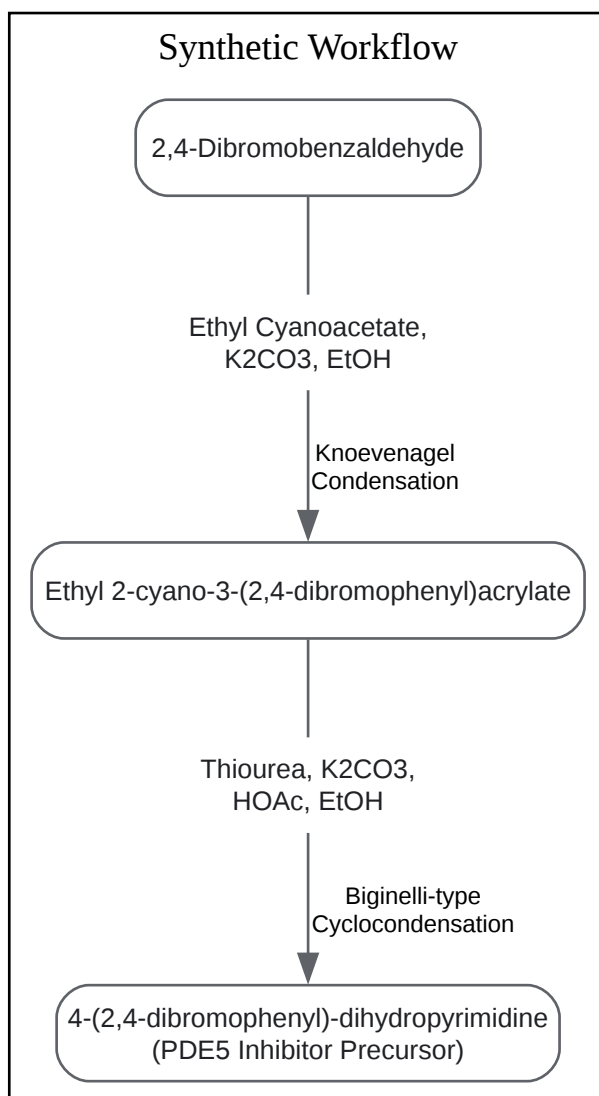 Synthetic Workflow
2,4-Dibromobenzaldehyde
Ethyl Cyanoacetate,
K2CO3, EtOH
Knoevenagel
Condensation
Ethyl 2-cyano-3-(2,4-dibromophenyl)acrylate
Thiourea, K2CO3,
HOAc, EtOH
Biginelli-type
Cyclocondensation
4-(2,4-dibromophenyl)-dihydropyrimidine
(PDE5 Inhibitor Precursor)